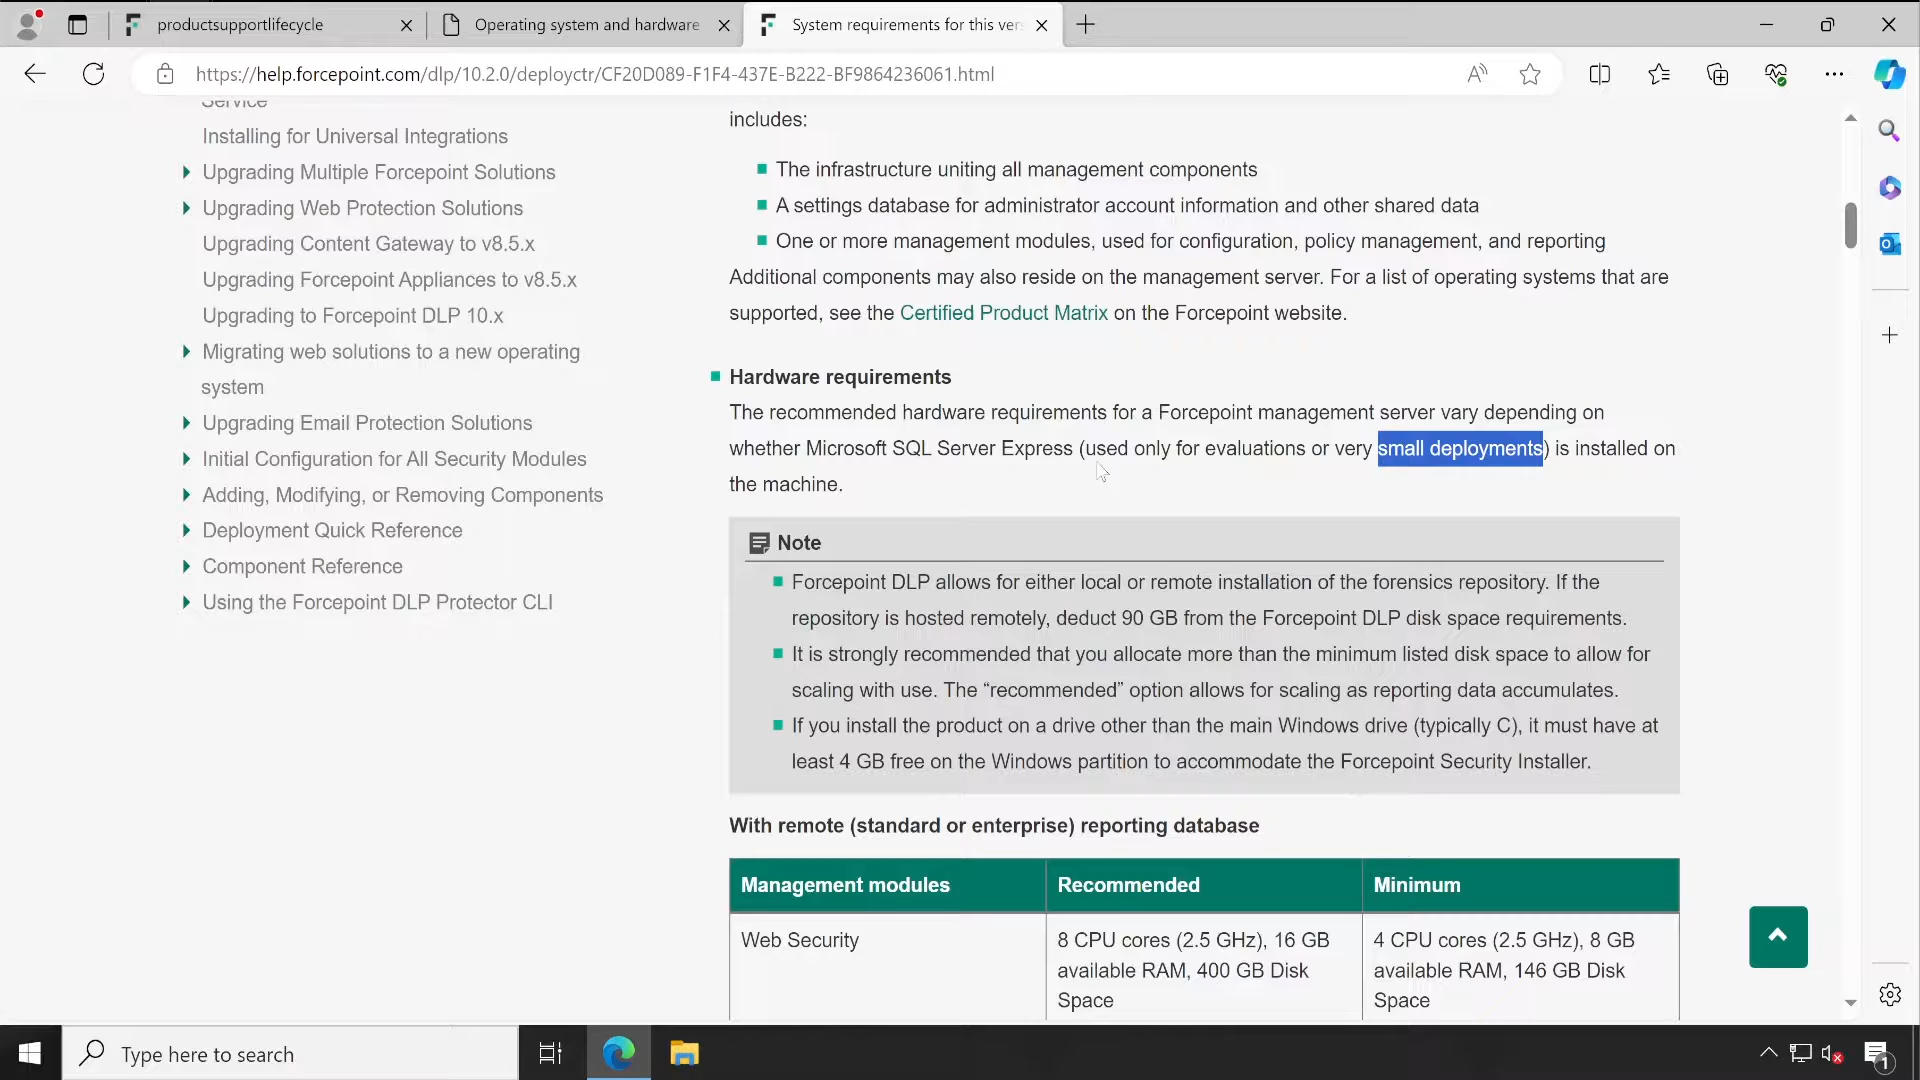 productsupportlifecycle
Operating system and hardware
System requirements for this ver
https://help.forcepoint.com/dlp/10.2.0/deployctr/CF20D089-F1F4-437E-B222-BF9864236061.html
Service
Installing for Universal Integrations
Upgrading Multiple Forcepoint Solutions
Upgrading Web Protection Solutions
Upgrading Content Gateway to v8.5.x
Upgrading Forcepoint Appliances to v8.5.x
Upgrading to Forcepoint DLP 10.x
Migrating web solutions to a new operating
system
Upgrading Email Protection Solutions
Initial Configuration for All Security Modules
Adding, Modifying, or Removing Components
Deployment Quick Reference
Component Reference
Using the Forcepoint DLP Protector CLI
includes:
The infrastructure uniting all management components
A settings database for administrator account information and other shared data
One or more management modules, used for configuration, policy management, and reporting
Additional components may also reside on the management server. For a list of operating systems that are
supported, see the Certified Product Matrix on the Forcepoint website.
Hardware requirements
The recommended hardware requirements for a Forcepoint management server vary depending on
whether Microsoft SQL Server Express (used only for evaluations or very small deployments) is installed on
the machine.
Note
Forcepoint DLP allows for either local or remote installation of the forensics repository. If the
repository is hosted remotely, deduct 90 GB from the Forcepoint DLP disk space requirements.
It is strongly recommended that you allocate more than the minimum listed disk space to allow for
scaling with use. The “recommended” option allows for scaling as reporting data accumulates.
If you install the product on a drive other than the main Windows drive (typically C), it must have at
least 4 GB free on the Windows partition to accommodate the Forcepoint Security Installer.
With remote (standard or enterprise) reporting database
Management modules
Recommended
Minimum
Web Security
8 CPU cores (2.5 GHz), 16 GB
available RAM, 400 GB Disk
Space
4 CPU cores (2.5 GHz), 8 GB
available RAM, 146 GB Disk
Space
Type here to search
1